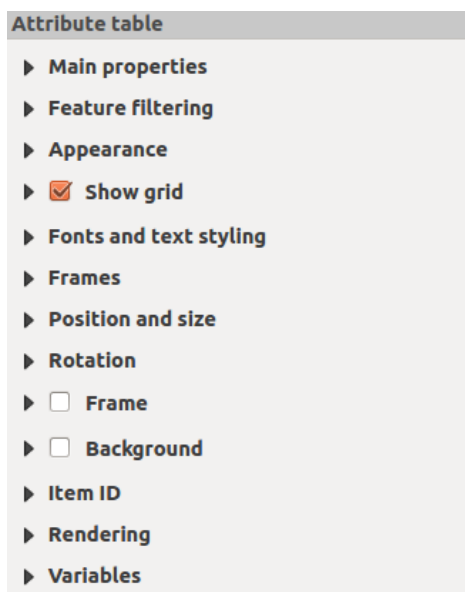 Attribute table
Main properties
Feature filtering
Appearance
Show grid
Fonts and text styling
Frames
Position and size
Rotation
Frame
Background
Item ID
Rendering
Variables